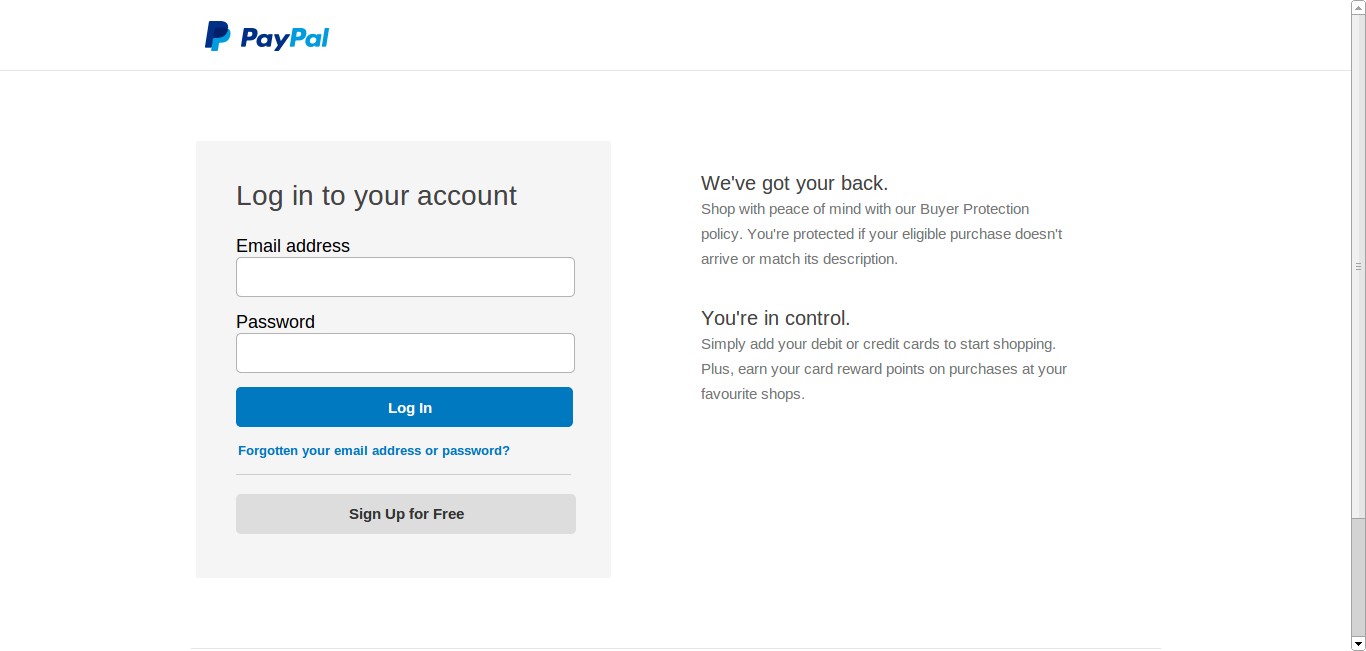 PayPal
Log in to your account
Email address
Password
Log In
Forgotten your email address or password?
Sign Up for Free
We've got your back.
Shop with peace of mind with our Buyer Protection
policy. You're protected if your eligible purchase doesn't
arrive or match its description.
You're in control.
Simply add your debit or credit cards to start shopping.
Plus, earn your card reward points on purchases at your
favourite shops.